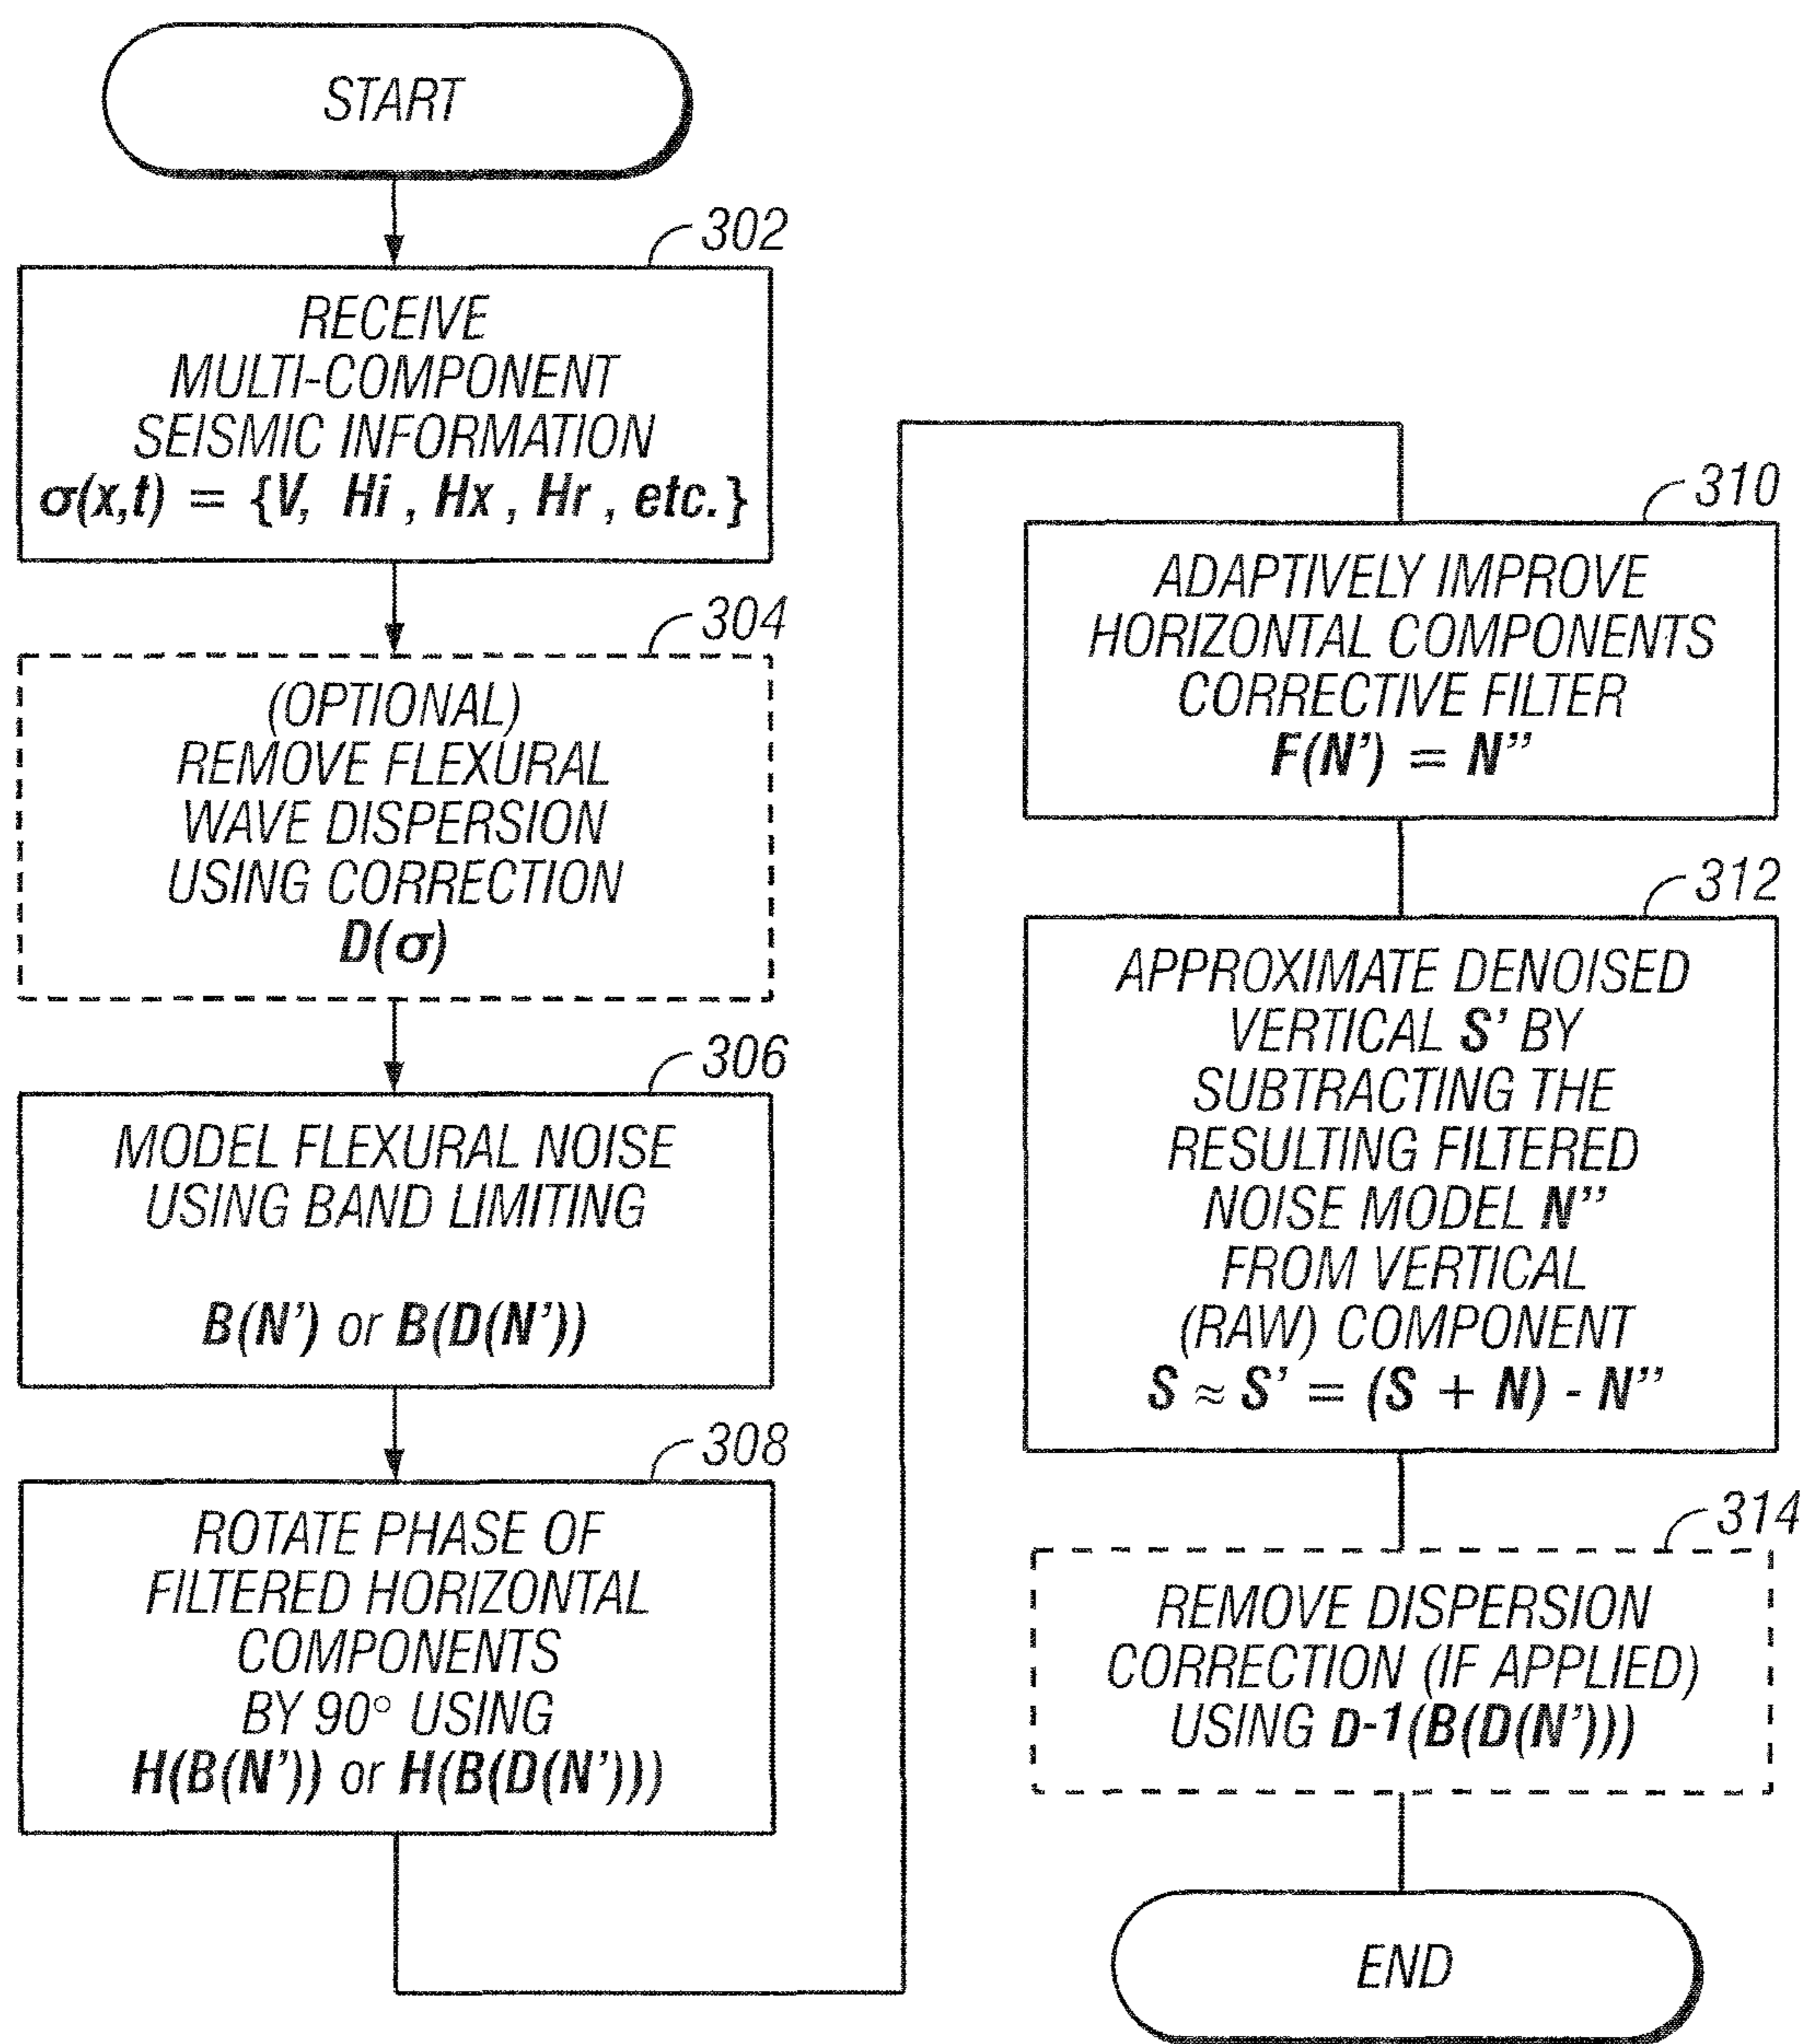 START
302
RECEIVE
MULTI-COMPONENT
SEISMIC INFORMATION
σ(x,t) = {V, Hi , Hx , Hr , etc.}
304
(OPTIONAL)
REMOVE FLEXURAL
WAVE DISPERSION
USING CORRECTION
D(σ)
306
MODEL FLEXURAL NOISE
USING BAND LIMITING
B(N') or B(D(N'))
308
ROTATE PHASE OF
FILTERED HORIZONTAL
COMPONENTS
BY 90° USING
H(B(N')) or H(B(D(N')))
310
ADAPTIVELY IMPROVE
HORIZONTAL COMPONENTS
CORRECTIVE FILTER
F(N') = N''
312
APPROXIMATE DENOISED
VERTICAL S' BY
SUBTRACTING THE
RESULTING FILTERED
NOISE MODEL N''
FROM VERTICAL
(RAW) COMPONENT
S ≈ S' = (S + N) - N''
314
REMOVE DISPERSION
CORRECTION (IF APPLIED)
USING D-1(B(D(N')))
END